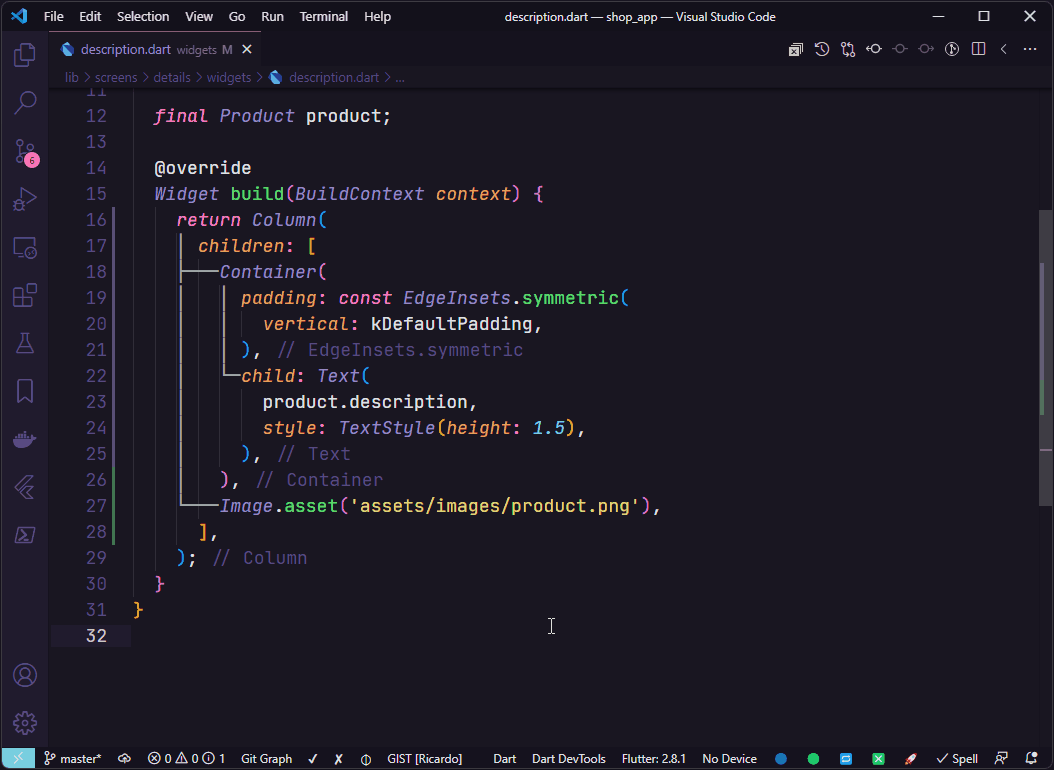 File Edit Selection View Go Run Terminal Help description.dart — shop_app — Visual Studio Code
description.dart widgets M
lib > screens > details > widgets > description.dart > ...
11
12 final Product product;
13
14 @override
15 Widget build(BuildContext context) {
16 return Column(
17 children: [
18 Container(
19 padding: const EdgeInsets.symmetric(
20 vertical: kDefaultPadding,
21 ), // EdgeInsets.symmetric
22 child: Text(
23 product.description,
24 style: TextStyle(height: 1.5),
25 ), // Text
26 ), // Container
27 Image.asset('assets/images/product.png'),
28 ],
29 ); // Column
30 }
31 }
32
6
master* 0 0 1 Git Graph GIST [Ricardo] Dart Dart DevTools Flutter: 2.8.1 No Device Spell